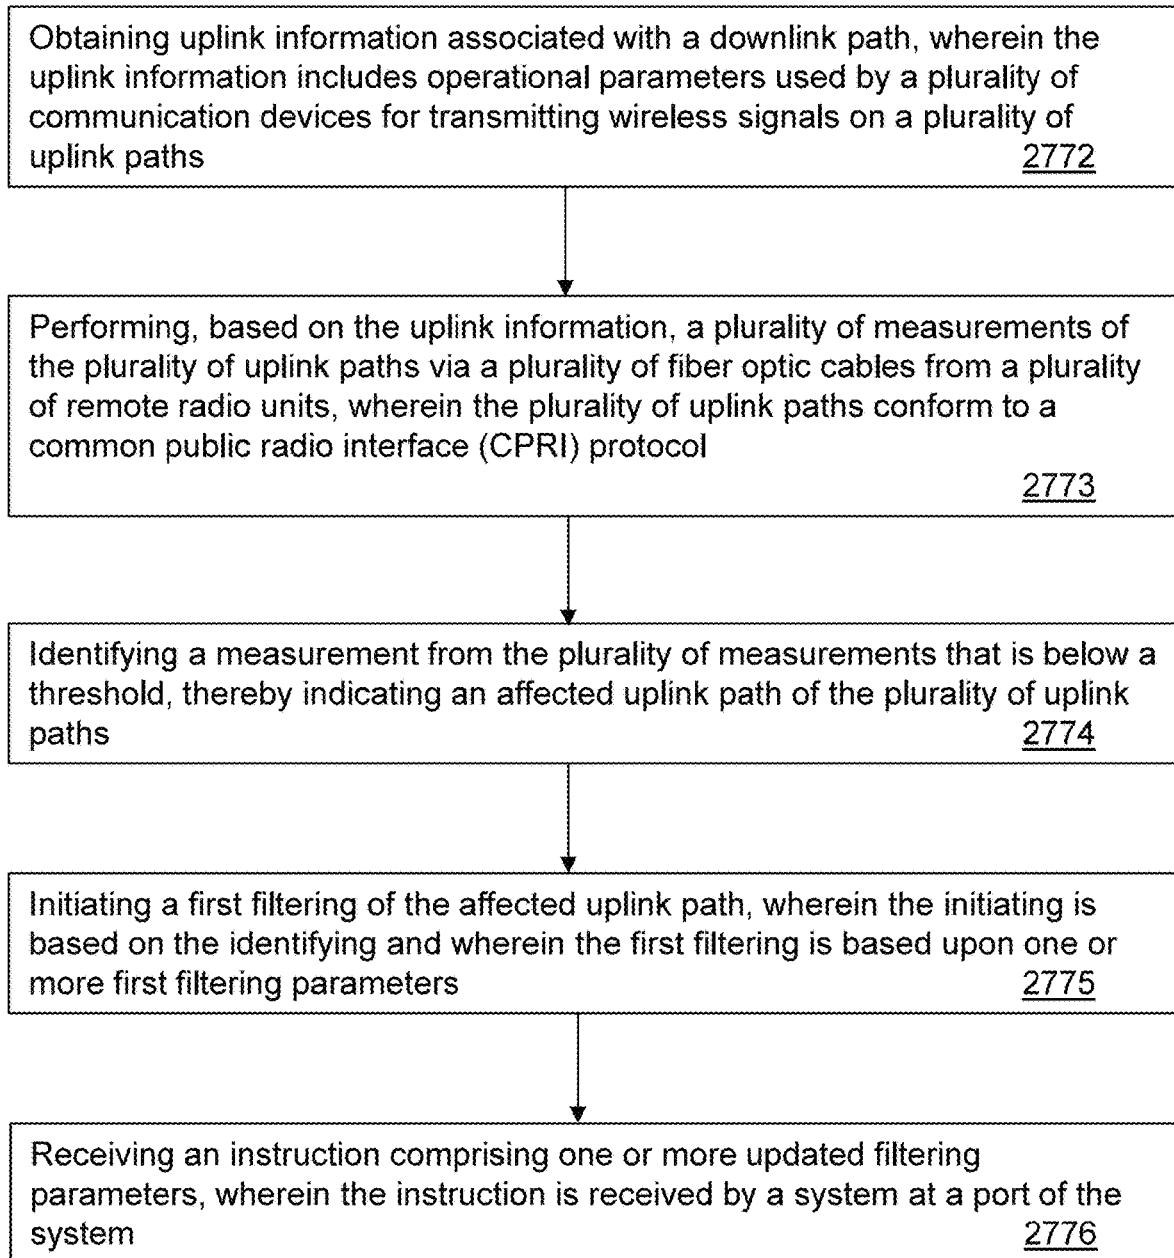 Obtaining uplink information associated with a downlink path, wherein the
uplink information includes operational parameters used by a plurality of
communication devices for transmitting wireless signals on a plurality of
uplink paths 2772
Performing, based on the uplink information, a plurality of measurements of
the plurality of uplink paths via a plurality of fiber optic cables from a plurality
of remote radio units, wherein the plurality of uplink paths conform to a
common public radio interface (CPRI) protocol
2773
Identifying a measurement from the plurality of measurements that is below a
threshold, thereby indicating an affected uplink path of the plurality of uplink
paths 2774
Initiating a first filtering of the affected uplink path, wherein the initiating is
based on the identifying and wherein the first filtering is based upon one or
more first filtering parameters 2775
Receiving an instruction comprising one or more updated filtering
parameters, wherein the instruction is received by a system at a port of the
system 2776